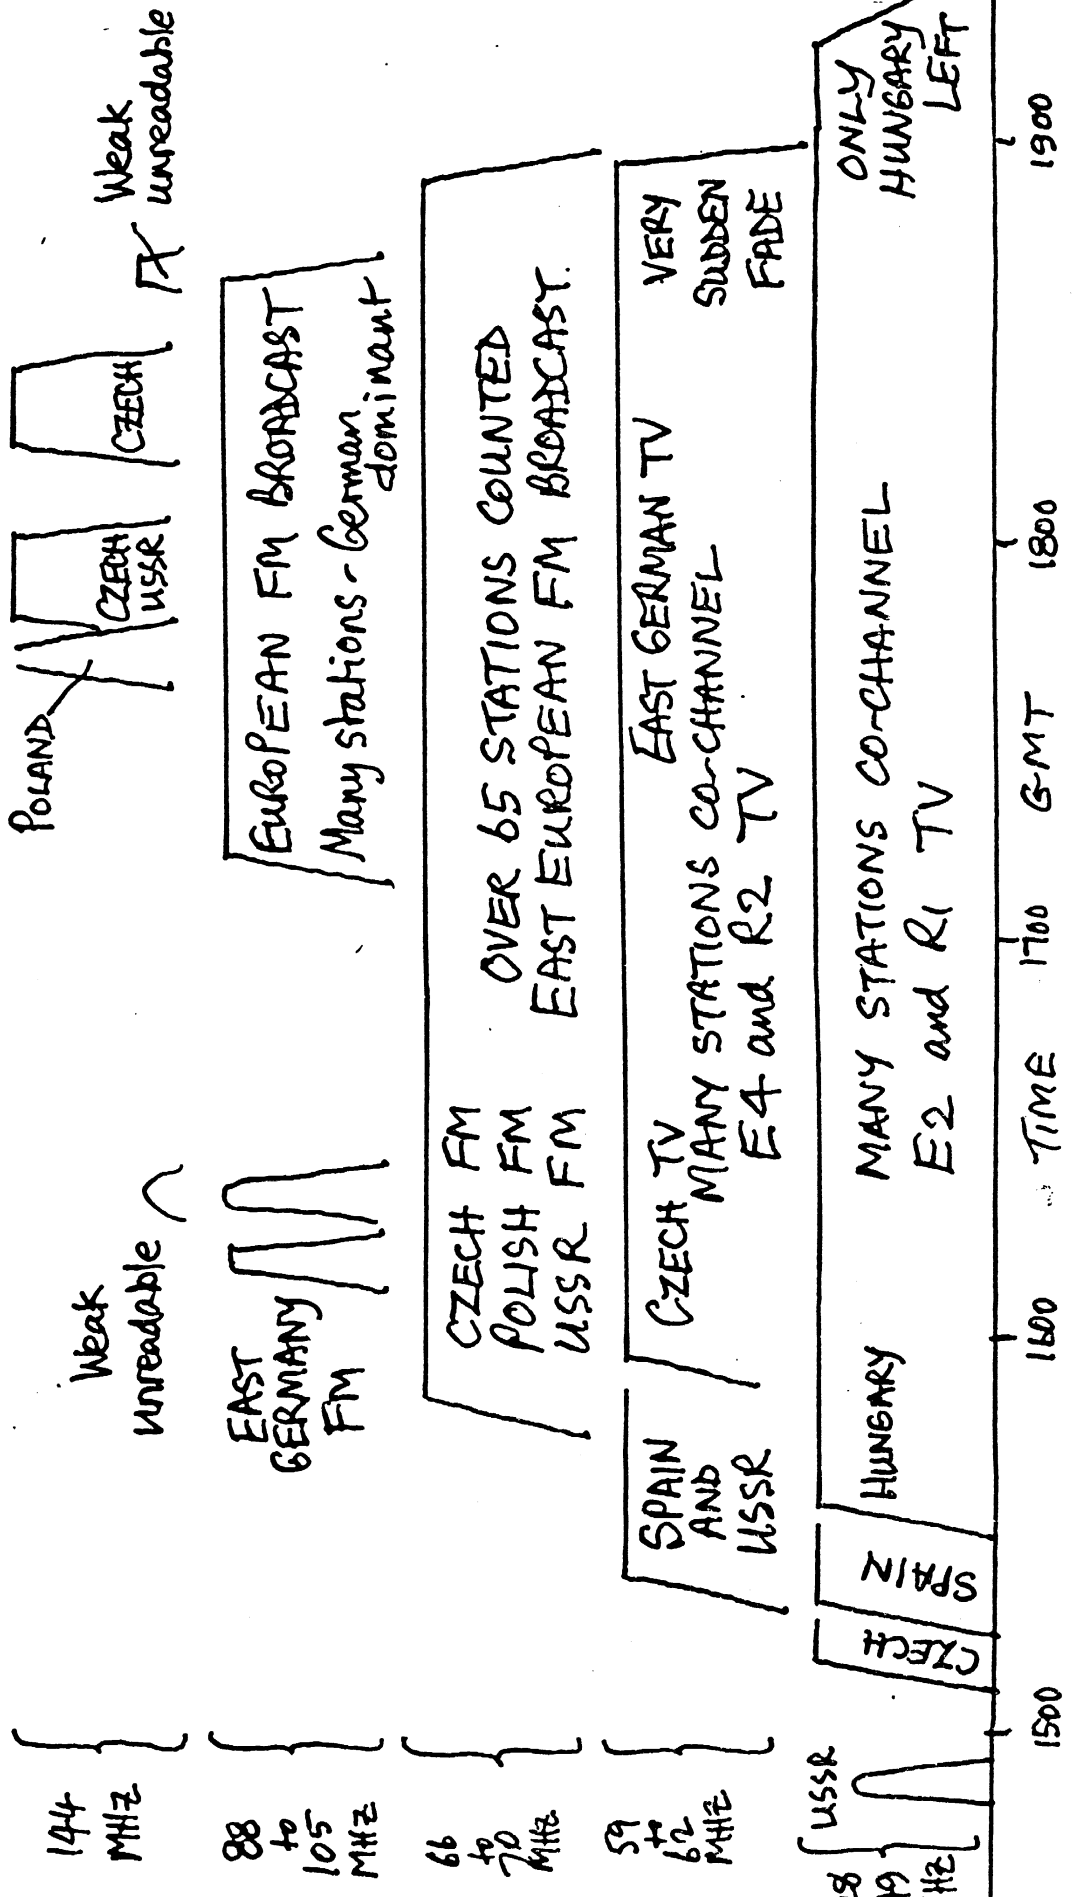 144
MHz
Weak
unreadable
POLAND
CZECH
USSR
CZECH
Weak
unreadable
88
to
105
MHz
EAST
GERMANY
FM
EUROPEAN FM BROADCAST
Many stations - German
dominant
66
to
70
MHz
CZECH FM
POLISH FM
USSR FM
OVER 65 STATIONS COUNTED
EAST EUROPEAN FM BROADCAST.
59
to
62
MHz
SPAIN
AND
USSR
CZECH TV
MANY STATIONS CO-CHANNEL
E4 and R2 TV
EAST GERMAN TV
VERY
SUDDEN
FADE
USSR
CZECH
SPAIN
HUNGARY
MANY STATIONS CO-CHANNEL
E2 and R1 TV
ONLY
HUNGARY
LEFT
1500
1600
1700
1800
1900
TIME GMT